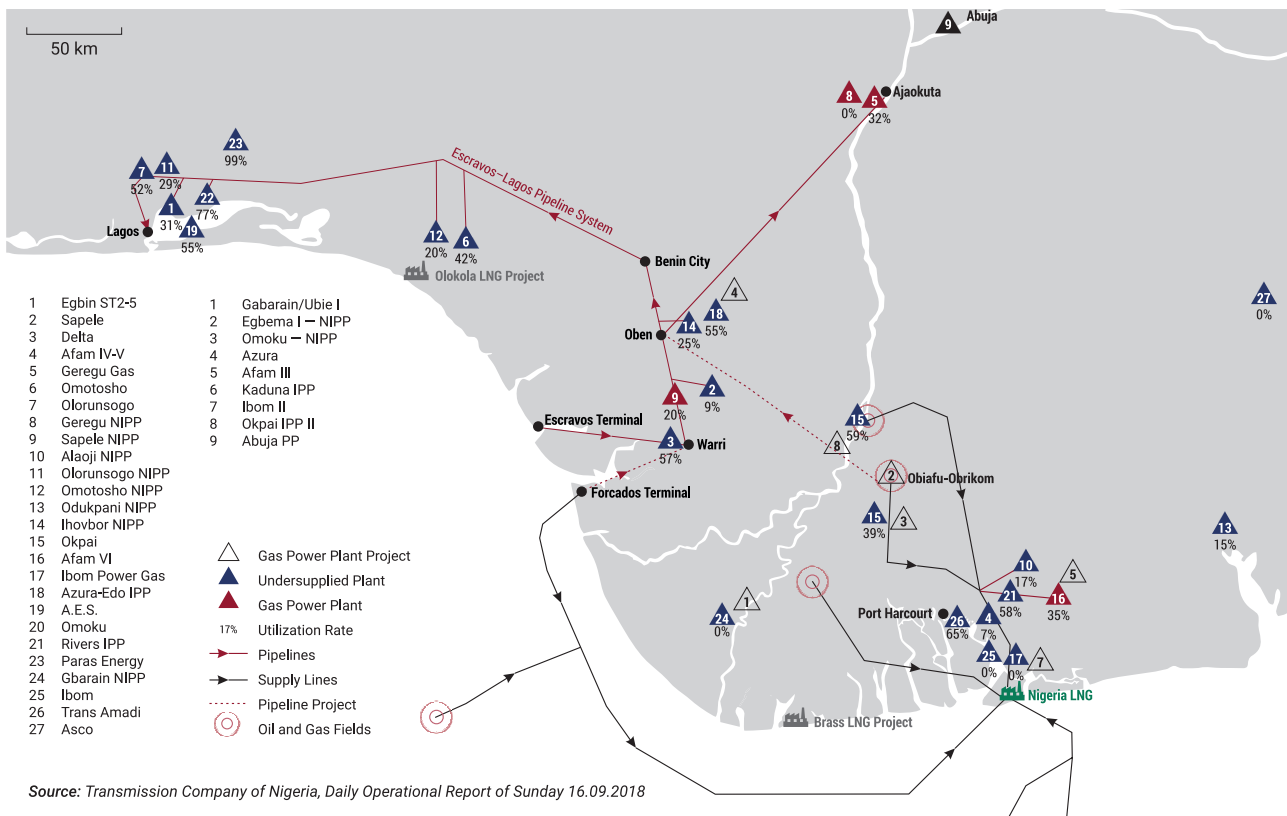 50 km
9
Abuja
8
0%
5
32%
Ajaokuta
23
99%
7
52%
11
29%
22
77%
1
31%
19
55%
Lagos
Escravos–Lagos Pipeline System
12
20%
6
42%
Olokola LNG Project
Benin City
27
0%
4
18
55%
14
25%
Oben
9
20%
2
9%
Escravos Terminal
3
57%
Warri
Forcados Terminal
15
59%
8
2
Obiafu-Obrikom
15
39%
3
13
15%
10
17%
5
21
58%
16
35%
1
24
0%
Port Harcourt
26
65%
4
7%
25
0%
17
0%
7
Nigeria LNG
Brass LNG Project
1 Egbin ST2-5
2 Sapele
3 Delta
4 Afam IV-V
5 Geregu Gas
6 Omotosho
7 Olorunsogo
8 Geregu NIPP
9 Sapele NIPP
10 Alaoji NIPP
11 Olorunsogo NIPP
12 Omotosho NIPP
13 Odukpani NIPP
14 Ihovbor NIPP
15 Okpai
16 Afam VI
17 Ibom Power Gas
18 Azura-Edo IPP
19 A.E.S.
20 Omoku
21 Rivers IPP
23 Paras Energy
24 Gbarain NIPP
25 Ibom
26 Trans Amadi
27 Asco
1 Gabarain/Ubie I
2 Egbema I – NIPP
3 Omoku – NIPP
4 Azura
5 Afam III
6 Kaduna IPP
7 Ibom II
8 Okpai IPP II
9 Abuja PP
Gas Power Plant Project
Undersupplied Plant
Gas Power Plant
17% Utilization Rate
Pipelines
Supply Lines
Pipeline Project
Oil and Gas Fields
Source: Transmission Company of Nigeria, Daily Operational Report of Sunday 16.09.2018